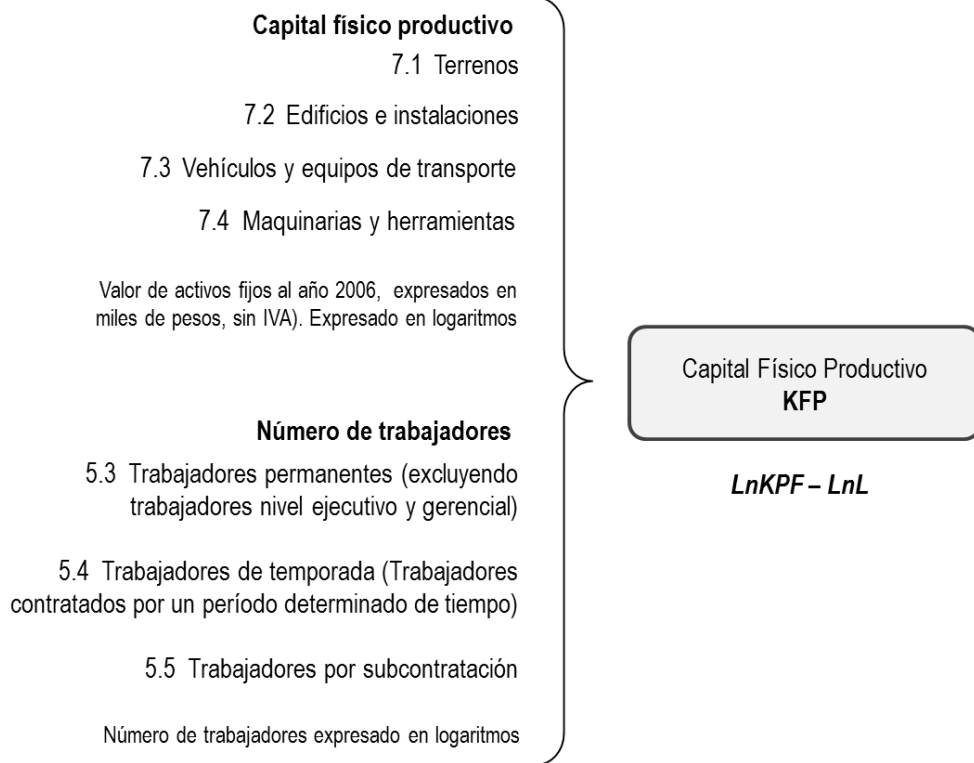 Capital físico productivo
7.1 Terrenos
7.2 Edificios e instalaciones
7.3 Vehículos y equipos de transporte
7.4 Maquinarias y herramientas
Valor de activos fijos al año 2006, expresados en
miles de pesos, sin IVA). Expresado en logaritmos
Número de trabajadores
5.3 Trabajadores permanentes (excluyendo
trabajadores nivel ejecutivo y gerencial)
5.4 Trabajadores de temporada (Trabajadores
contratados por un período determinado de tiempo)
5.5 Trabajadores por subcontratación
Número de trabajadores expresado en logaritmos
Capital Físico Productivo
KFP
LnKPF – LnL